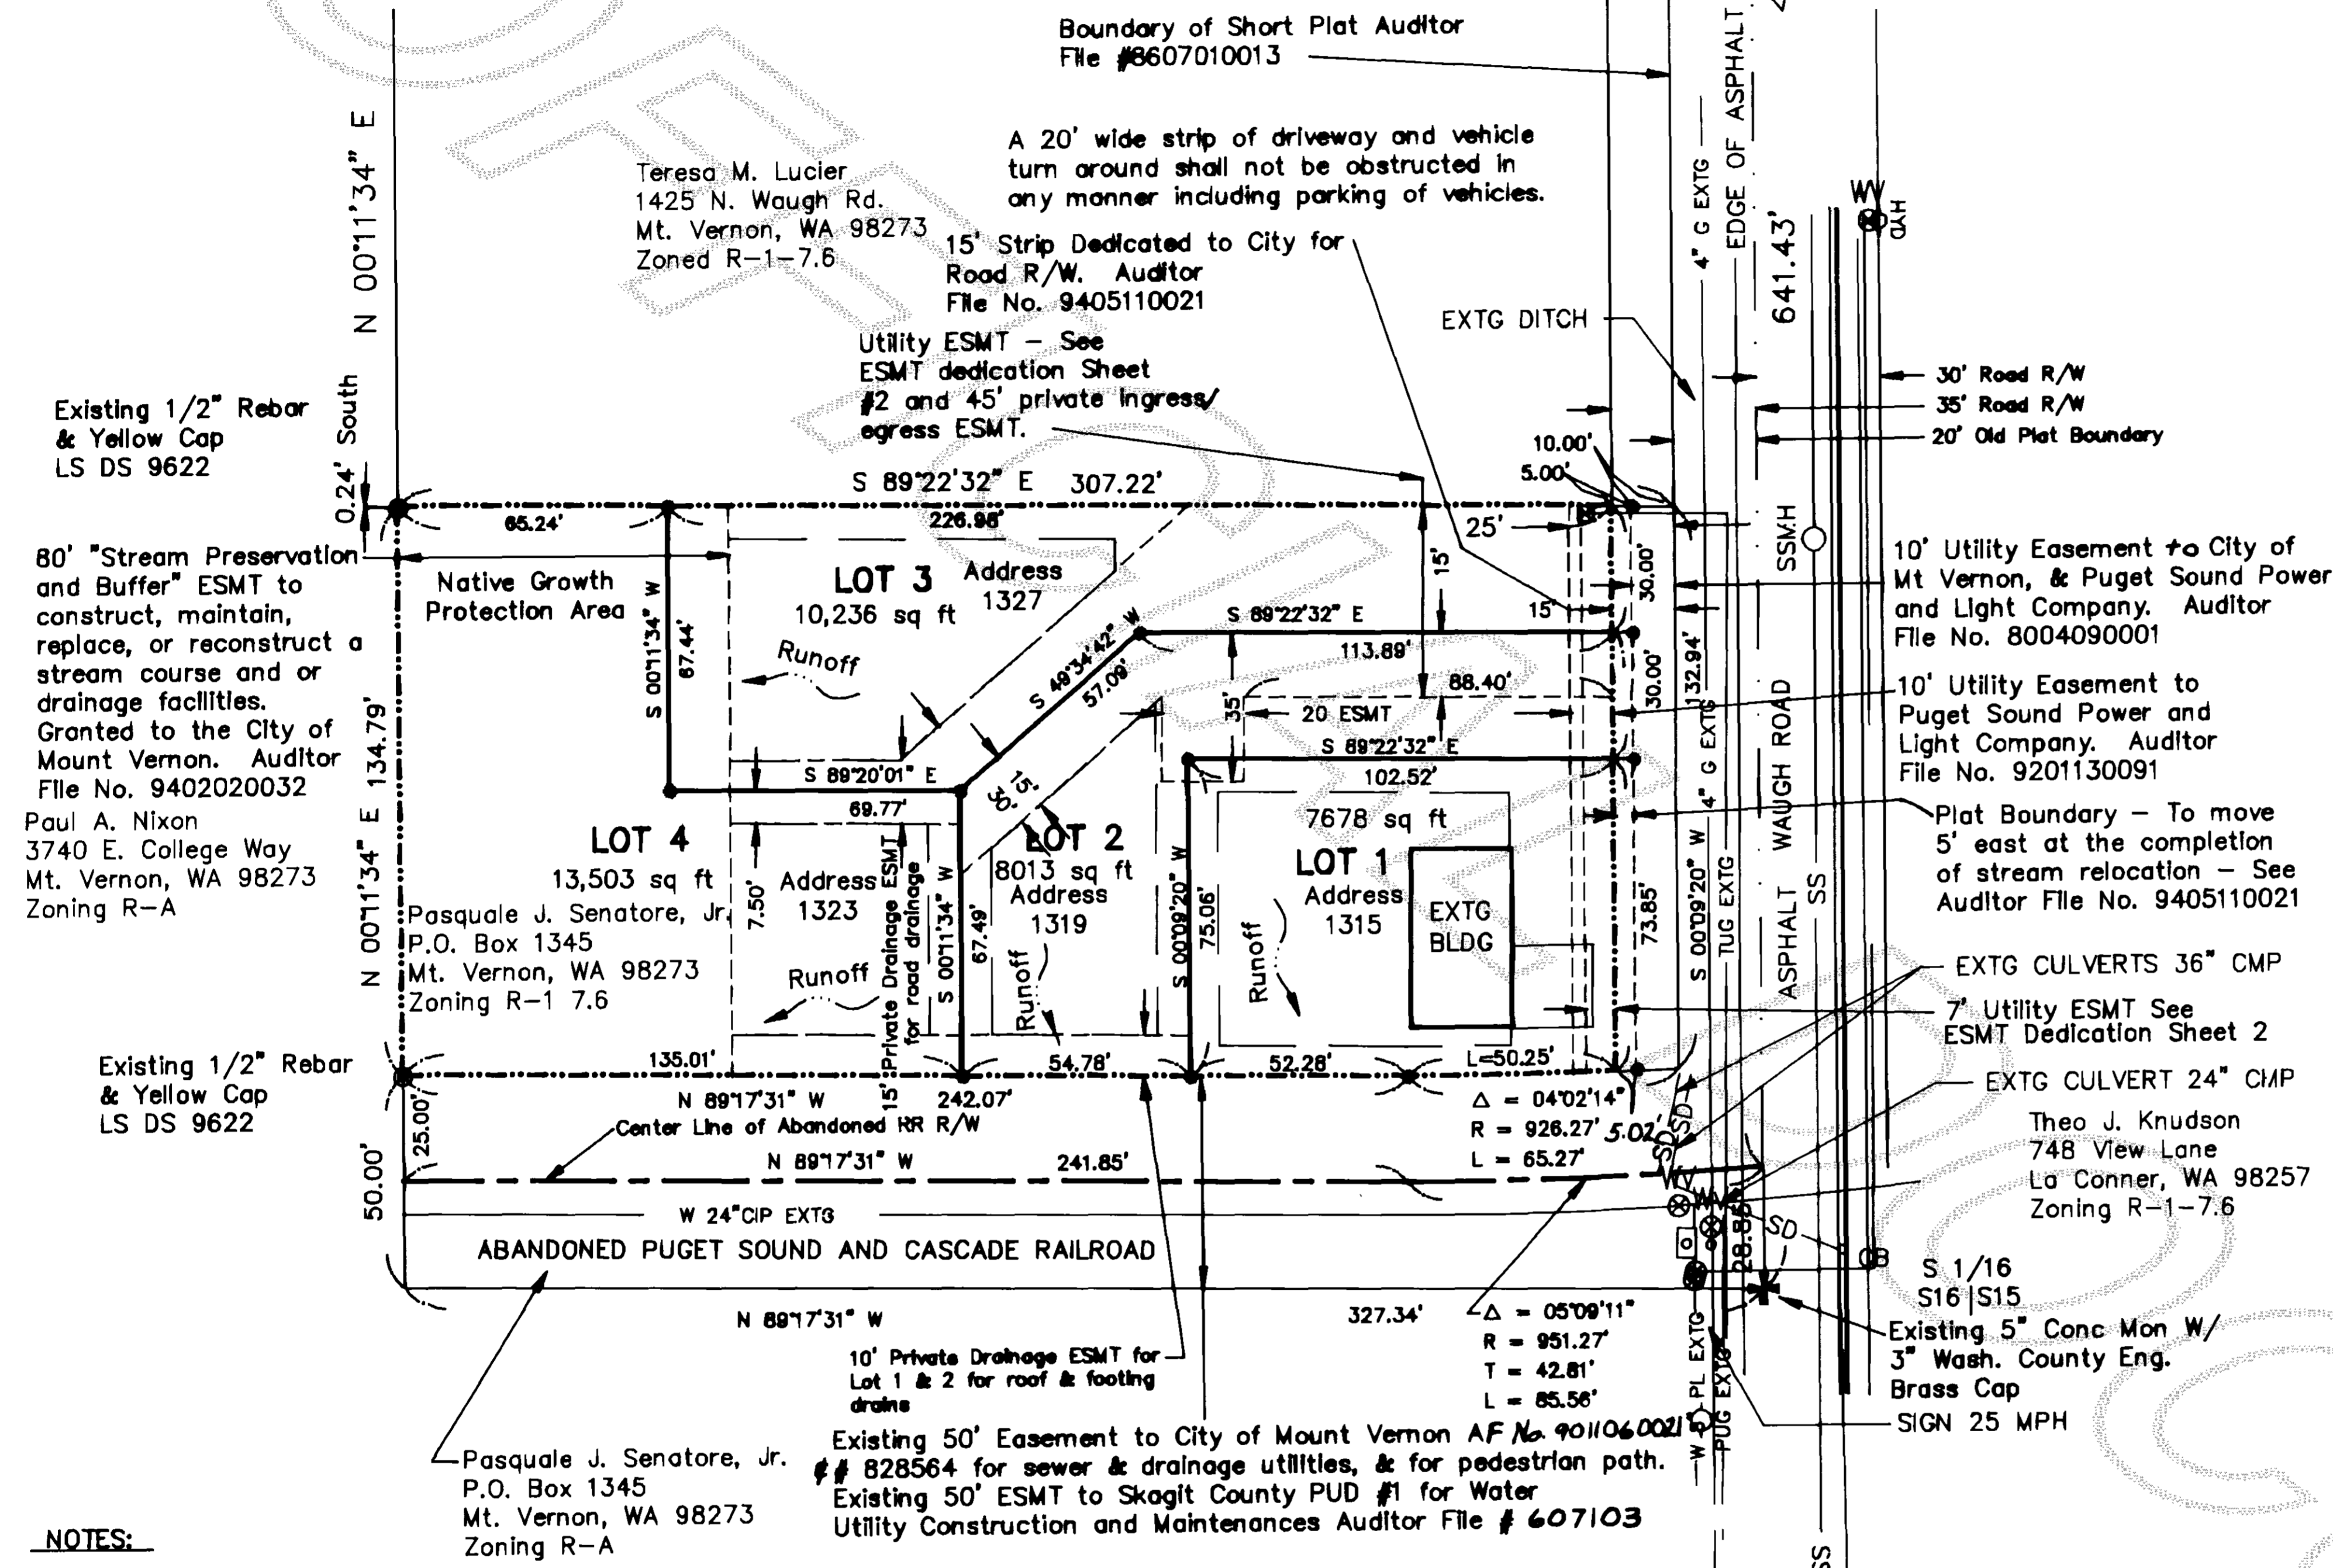 Boundary of Short Plat Auditor
File #8607010013
A 20' wide strip of driveway and vehicle
turn around shall not be obstructed in
any manner including parking of vehicles.
Teresa M. Lucier
1425 N. Waugh Rd.
Mt. Vernon, WA 98273
Zoned R-1-7.6
15' Strip Dedicated to City for
Road R/W. Auditor
File No. 9405110021
Utility ESMT - See
ESMT dedication Sheet
#2 and 45' private ingress/
egress ESMT.
EXTG DITCH
4" G EXTG
EDGE OF ASPHALT
641.43'
WV
HYD
30' Road R/W
35' Road R/W
20' Old Plat Boundary
N 00°11'34" E
0.24' South
Existing 1/2" Rebar
& Yellow Cap
LS DS 9622
S 89°22'32" E 307.22'
65.24'
226.98'
10.00'
5.00'
25'
15'
15'
30.00'
30.00'
132.94'
SSMH
80' "Stream Preservation
and Buffer" ESMT to
construct, maintain,
replace, or reconstruct a
stream course and or
drainage facilities.
Granted to the City of
Mount Vernon. Auditor
File No. 9402020032
Paul A. Nixon
3740 E. College Way
Mt. Vernon, WA 98273
Zoning R-A
N 00°11'34" E 134.79'
Native Growth
Protection Area
S 00°11'34" W
67.44'
LOT 3
10,236 sq ft
Address
1327
Runoff
S 49°34'42" W
57.09'
S 89°22'32" E
113.89'
88.40'
35'
20 ESMT
S 89°22'32" E
102.52'
S 89°20'01" E
69.77'
15'
30'
10' Utility Easement to City of
Mt Vernon, & Puget Sound Power
and Light Company. Auditor
File No. 8004090001
10' Utility Easement to
Puget Sound Power and
Light Company. Auditor
File No. 9201130091
Plat Boundary - To move
5' east at the completion
of stream relocation - See
Auditor File No. 9405110021
LOT 4
13,503 sq ft
Address
1323
7.50'
Pasquale J. Senatore, Jr.
P.O. Box 1345
Mt. Vernon, WA 98273
Zoning R-1 7.6
Runoff
15' Private Drainage ESMT
for road drainage
S 00°11'34" W
67.49'
LOT 2
8013 sq ft
Address
1319
Runoff
S 00°09'20" W
75.06'
7678 sq ft
LOT 1
Address
1315
Runoff
EXTG
BLDG
73.85'
S 00°09'20" W
4" G EXTG
TUG EXTG
ASPHALT WAUGH ROAD
SS
EXTG CULVERTS 36" CMP
7' Utility ESMT See
ESMT Dedication Sheet 2
EXTG CULVERT 24" CMP
Theo J. Knudson
748 View Lane
La Conner, WA 98257
Zoning R-1-7.6
Existing 1/2" Rebar
& Yellow Cap
LS DS 9622
135.01'
54.78'
52.28'
L=50.25'
N 89°17'31" W 242.07'
Center Line of Abandoned RR R/W
N 89°17'31" W 241.85'
Δ = 04°02'14"
R = 926.27'
L = 65.27'
5.02'
SD
SD
25.00'
50.00'
W 24"CIP EXTG
ABANDONED PUGET SOUND AND CASCADE RAILROAD
WV
28.85'
SD
CB
S 1/16
S16|S15
Existing 5" Conc Mon W/
3" Wash. County Eng.
Brass Cap
SIGN 25 MPH
N 89°17'31" W
327.34'
Δ = 05°09'11"
R = 951.27'
T = 42.81'
L = 85.56'
10' Private Drainage ESMT for
Lot 1 & 2 for roof & footing
drains
PL EXTG
PUG EXTG
W
Existing 50' Easement to City of Mount Vernon AF No. 9011060021
## 828564 for sewer & drainage utilities, & for pedestrian path.
Existing 50' ESMT to Skagit County PUD #1 for Water
Utility Construction and Maintenances Auditor File # 607103
Pasquale J. Senatore, Jr.
P.O. Box 1345
Mt. Vernon, WA 98273
Zoning R-A
NOTES:
SS